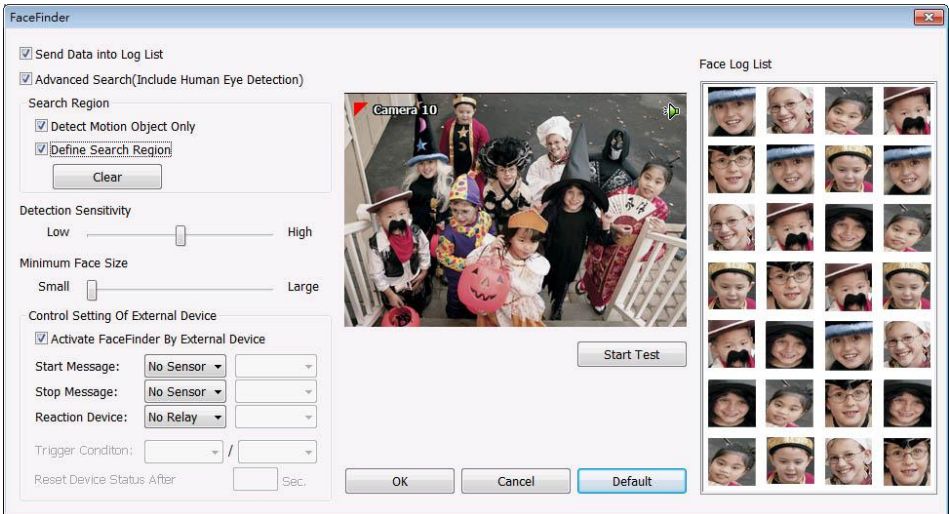 FaceFinder
Send Data into Log List
Advanced Search(Include Human Eye Detection)
Search Region
Detect Motion Object Only
Define Search Region
Clear
Detection Sensitivity
Low High
Minimum Face Size
Small Large
Control Setting Of External Device
Activate FaceFinder By External Device
Start Message: No Sensor
Stop Message: No Sensor
Reaction Device: No Relay
Trigger Conditon: /
Reset Device Status After Sec.
Camera 10
Start Test
OK Cancel Default
Face Log List